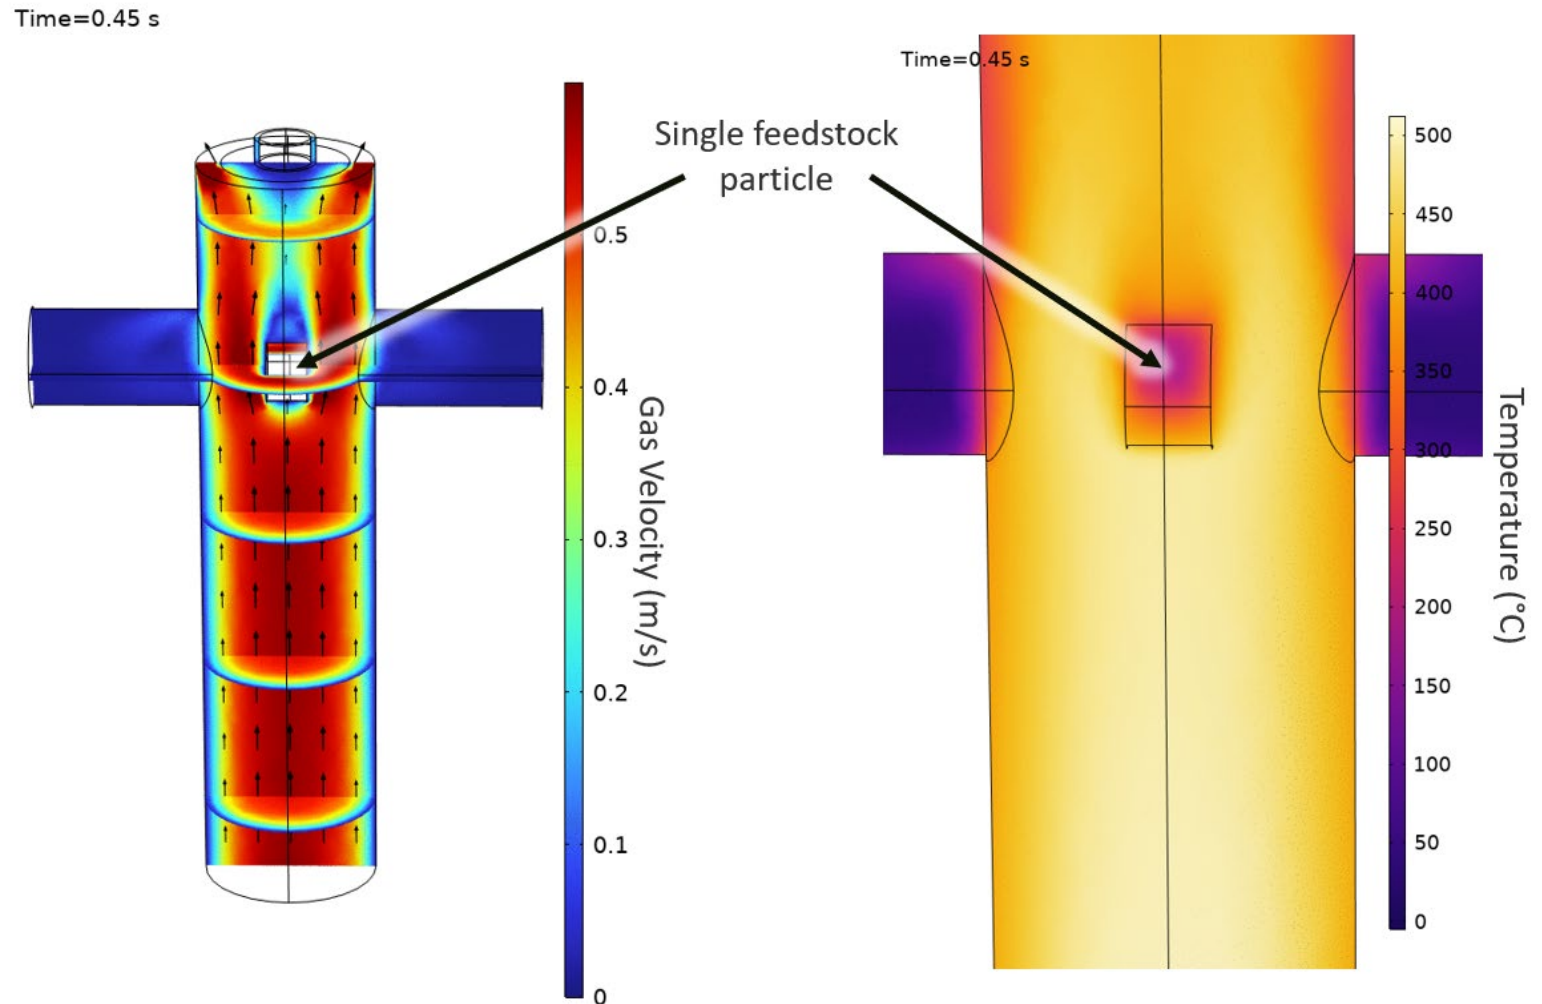 Time=0.45 s
Time=0.45 s
Single feedstock
particle
0.5
0.4
0.3
0.2
0.1
0
Gas Velocity (m/s)
500
450
400
350
300
250
200
150
100
50
0
Temperature (°C)